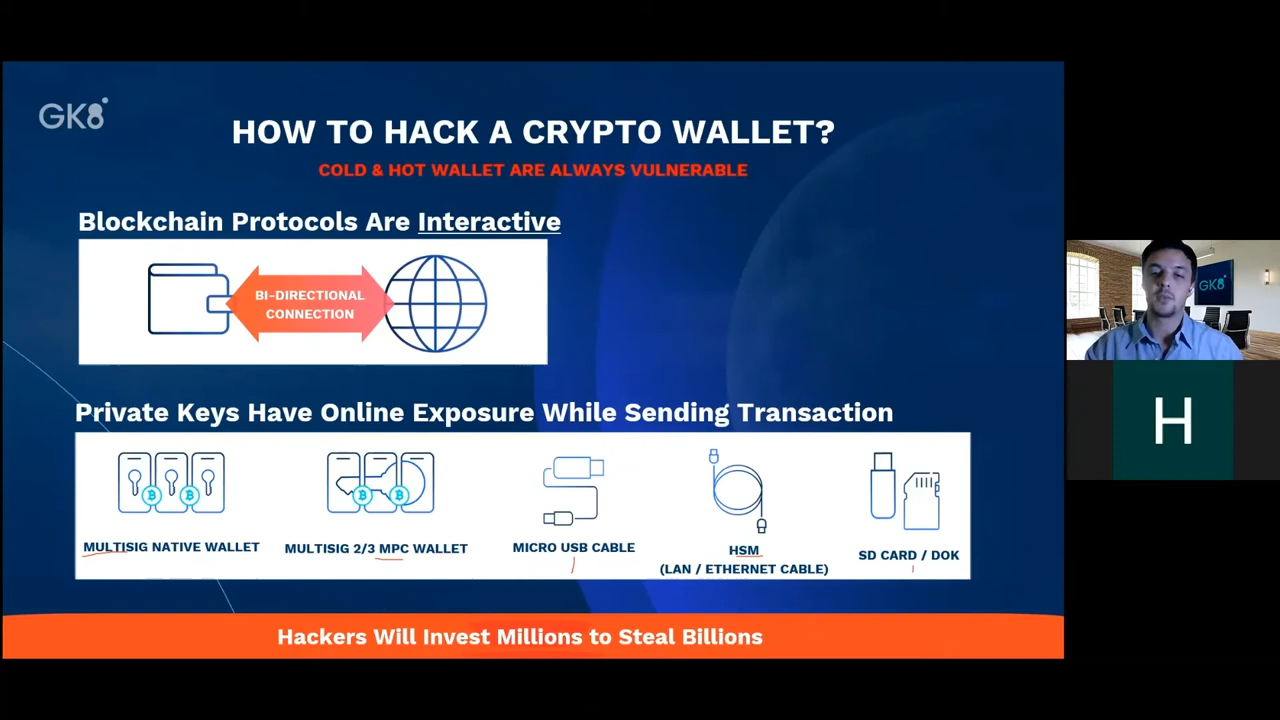 GK8
HOW TO HACK A CRYPTO WALLET?
COLD & HOT WALLET ARE ALWAYS VULNERABLE
Blockchain Protocols Are Interactive
BI-DIRECTIONAL
CONNECTION
GK8
Private Keys Have Online Exposure While Sending Transaction
H
MULTISIG NATIVE WALLET
MULTISIG 2/3 MPC WALLET
MICRO USB CABLE
HSM
(LAN / ETHERNET CABLE)
SD CARD / DOK
Hackers Will Invest Millions to Steal Billions